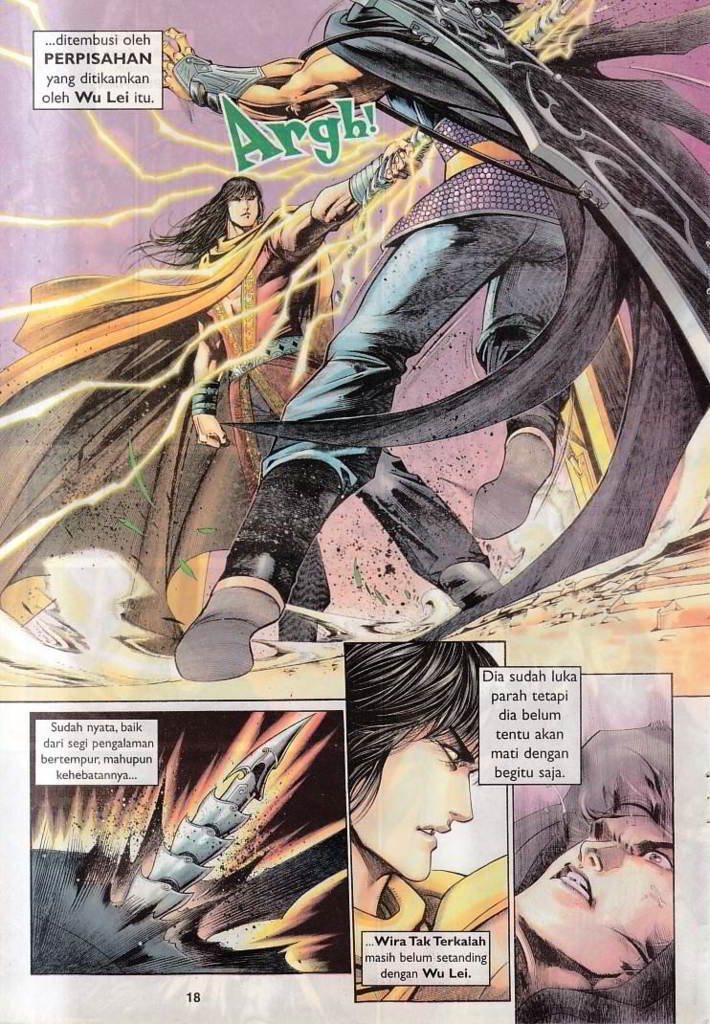 ...ditembusi oleh
PERPISAHAN
yang ditikamkan
oleh Wu Lei itu.
Argh!
Sudah nyata, baik
dari segi pengalaman
bertempur, mahupun
kehebatannya...
...Wira Tak Terkalah
masih belum setanding
dengan Wu Lei.
Dia sudah luka
parah tetapi
dia belum
tentu akan
mati dengan
begitu saja.
18